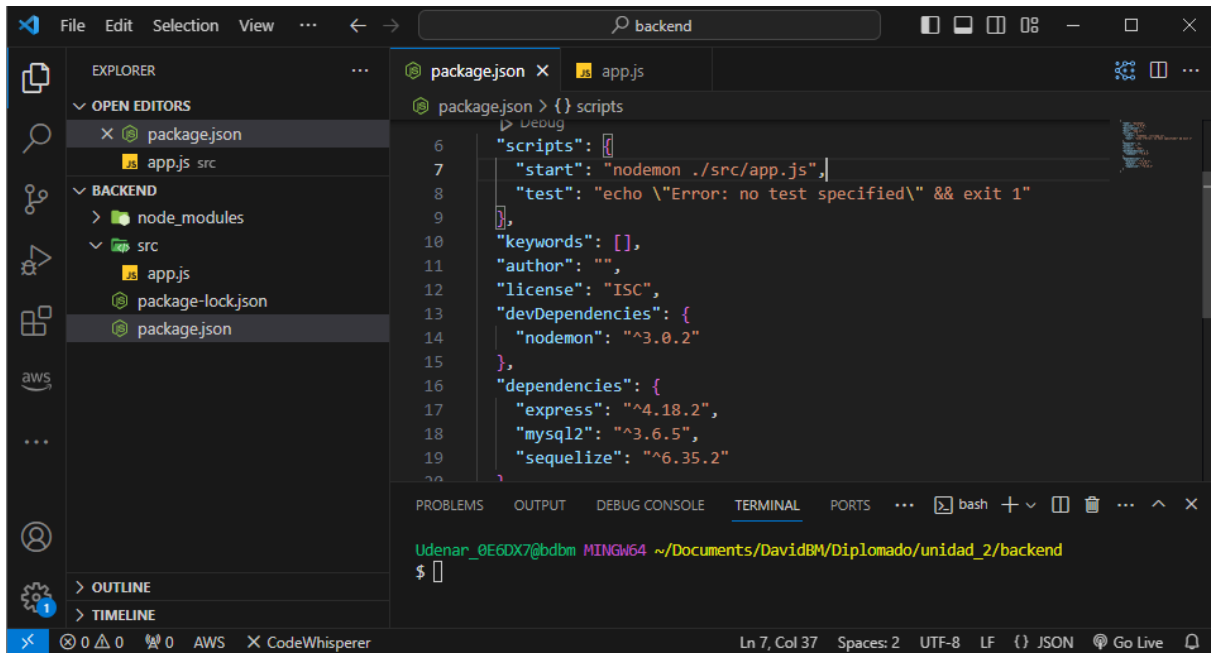 File Edit Selection View ··· ← → backend
EXPLORER ···
OPEN EDITORS
package.json
app.js src
BACKEND
node_modules
src
app.js
package-lock.json
package.json
OUTLINE
TIMELINE
aws
1
package.json app.js ···
package.json > {} scripts
Debug
6 "scripts": {
7 "start": "nodemon ./src/app.js",
8 "test": "echo \"Error: no test specified\" && exit 1"
9 },
10 "keywords": [],
11 "author": "",
12 "license": "ISC",
13 "devDependencies": {
14 "nodemon": "^3.0.2"
15 },
16 "dependencies": {
17 "express": "^4.18.2",
18 "mysql2": "^3.6.5",
19 "sequelize": "^6.35.2"
20 }
PROBLEMS OUTPUT DEBUG CONSOLE TERMINAL PORTS ··· bash
Udenar_0E6DX7@bdbm MINGW64 ~/Documents/DavidBM/Diplomado/unidad_2/backend
$
0 0 0 AWS CodeWhisperer Ln 7, Col 37 Spaces: 2 UTF-8 LF {} JSON Go Live